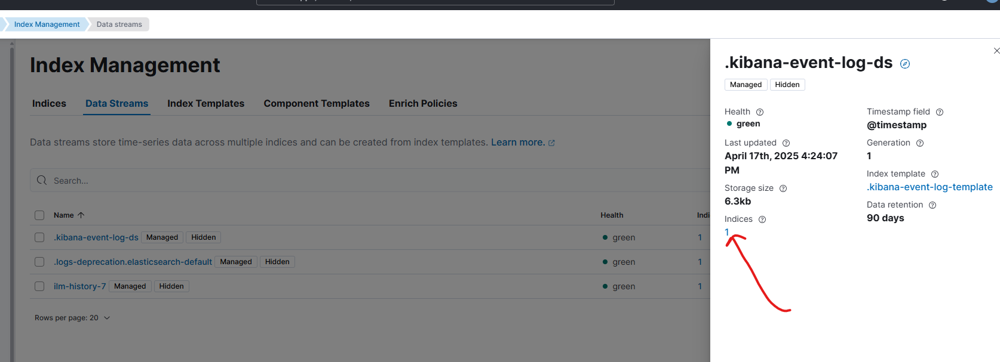 Index Management
Data streams
Index Management
Indices Data Streams Index Templates Component Templates Enrich Policies
Data streams store time-series data across multiple indices and can be created from index templates. Learn more.
Search...
Name Health Indi
.kibana-event-log-ds Managed Hidden green 1
.logs-deprecation.elasticsearch-default Managed Hidden green 1
ilm-history-7 Managed Hidden green 1
Rows per page: 20
.kibana-event-log-ds
Managed Hidden
Health
green
Last updated
April 17th, 2025 4:24:07
PM
Storage size
6.3kb
Indices
1
Timestamp field
@timestamp
Generation
1
Index template
.kibana-event-log-template
Data retention
90 days